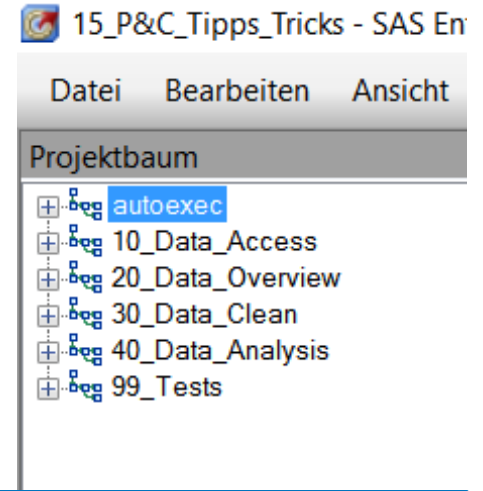 15_P&C_Tipps_Tricks - SAS En
Datei Bearbeiten Ansicht
Projektbaum
autoexec
10_Data_Access
20_Data_Overview
30_Data_Clean
40_Data_Analysis
99_Tests